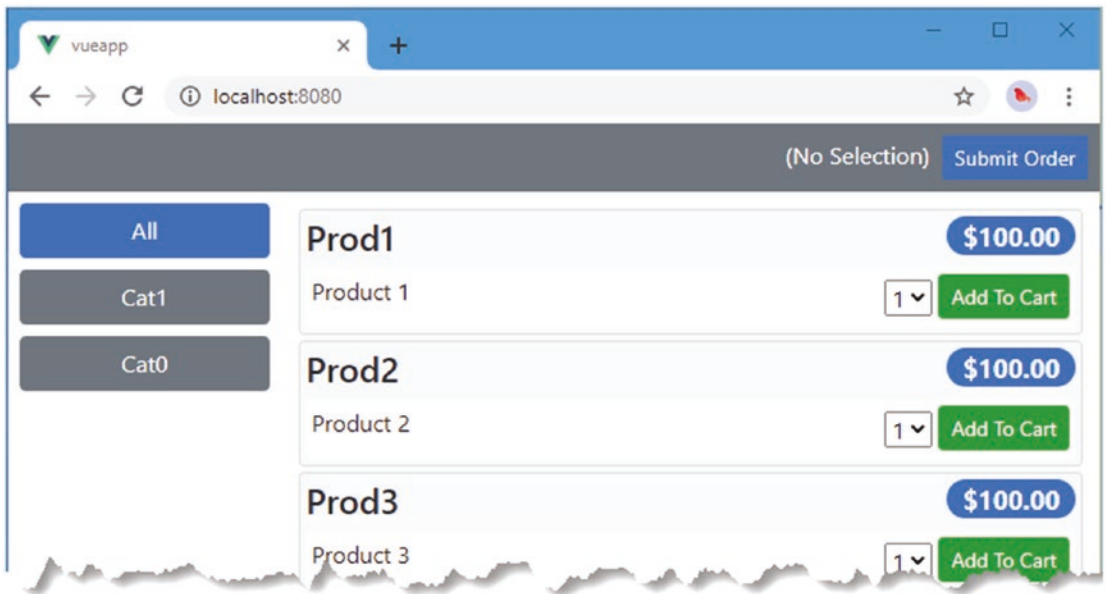 vueapp
localhost:8080
(No Selection) Submit Order
All
Cat1
Cat0
Prod1 $100.00
Product 1 1 Add To Cart
Prod2 $100.00
Product 2 1 Add To Cart
Prod3 $100.00
Product 3 1 Add To Cart